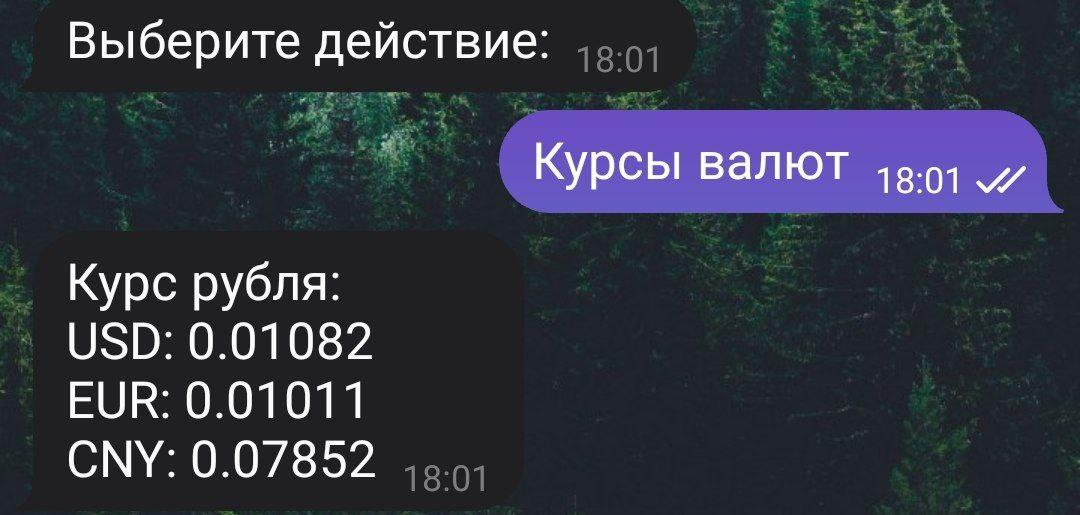 Выберите действие: 18:01
Курсы валют 18:01
Курс рубля:
USD: 0.01082
EUR: 0.01011
CNY: 0.07852 18:01